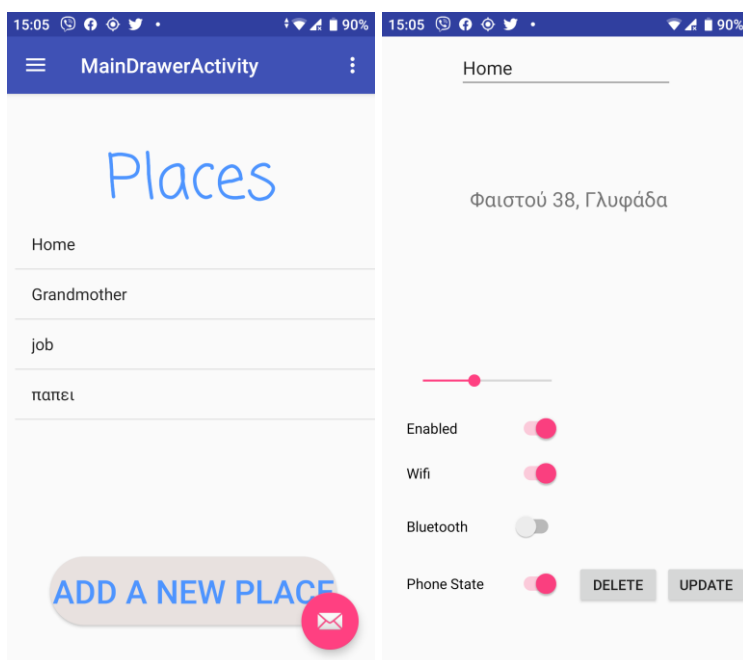 15:05 90%
MainDrawerActivity
Places
Home
Grandmother
job
παπει
ADD A NEW PLACE
15:05 90%
Home
Φαιστού 38, Γλυφάδα
Enabled
Wifi
Bluetooth
Phone State DELETE UPDATE